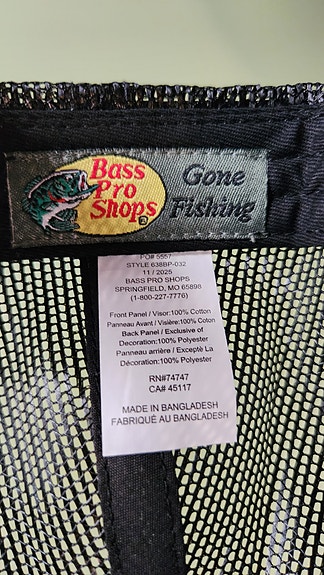 Bass
Pro
Shops
Gone
Fishing
PO# 5557
STYLE 638BP-032
11 / 2025
BASS PRO SHOPS
SPRINGFIELD, MO 65898
(1-800-227-7776)
Front Panel / Visor:100% Cotton
Panneau Avant / Visière:100% Coton
Back Panel / Exclusive of
Decoration:100% Polyester
Panneau arrière / Excepté La
Décoration:100% Polyester
RN#74747
CA# 45117
MADE IN BANGLADESH
FABRIQUÉ AU BANGLADESH